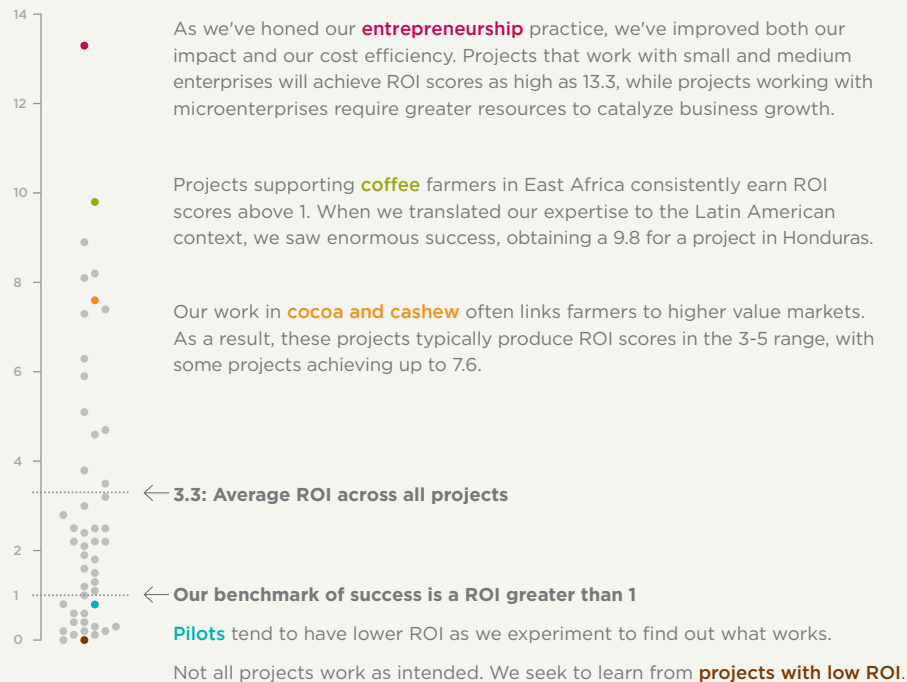 14
As we've honed our entrepreneurship practice, we've improved both our
impact and our cost efficiency. Projects that work with small and medium
enterprises will achieve ROI scores as high as 13.3, while projects working with
microenterprises require greater resources to catalyze business growth.
12
10
Projects supporting coffee farmers in East Africa consistently earn ROI
scores above 1. When we translated our expertise to the Latin American
context, we saw enormous success, obtaining a 9.8 for a project in Honduras.
8
Our work in cocoa and cashew often links farmers to higher value markets.
As a result, these projects typically produce ROI scores in the 3-5 range, with
some projects achieving up to 7.6.
6
4
3.3: Average ROI across all projects
2
1
Our benchmark of success is a ROI greater than 1
Pilots tend to have lower ROI as we experiment to find out what works.
0
Not all projects work as intended. We seek to learn from projects with low ROI.